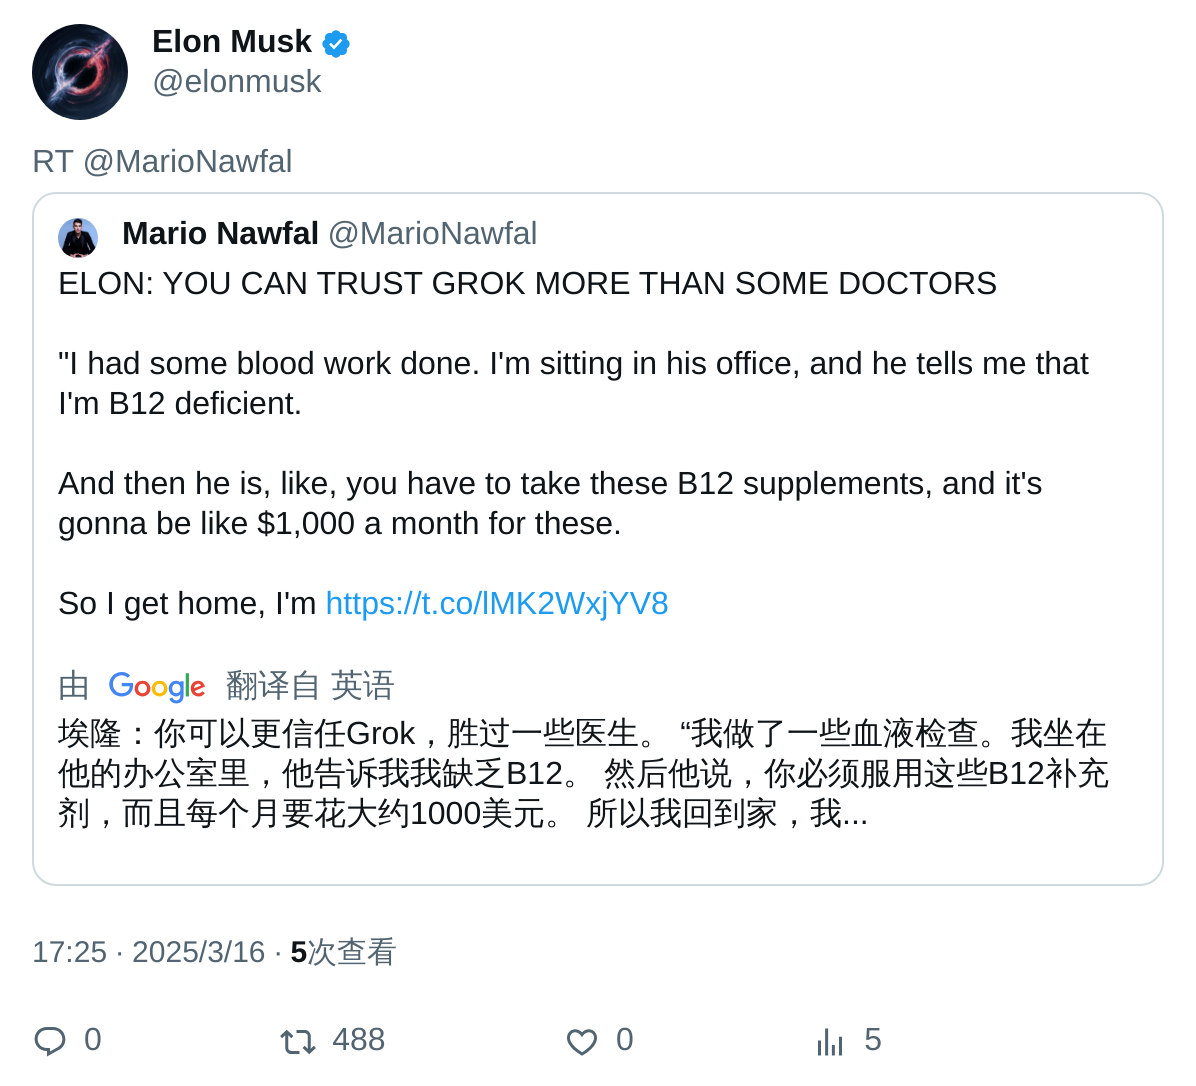 Elon Musk
@elonmusk
RT @MarioNawfal
Mario Nawfal @MarioNawfal
ELON: YOU CAN TRUST GROK MORE THAN SOME DOCTORS
"I had some blood work done. I'm sitting in his office, and he tells me that
I'm B12 deficient.
And then he is, like, you have to take these B12 supplements, and it's
gonna be like $1,000 a month for these.
So I get home, I'm https://t.co/lMK2WxjYV8
由 Google 翻译自 英语
埃隆：你可以更信任Grok，胜过一些医生。 “我做了一些血液检查。我坐在
他的办公室里，他告诉我我缺乏B12。 然后他说，你必须服用这些B12补充
剂，而且每个月要花大约1000美元。 所以我回到家，我...
17:25 · 2025/3/16 · 5次查看
0 488 0 5